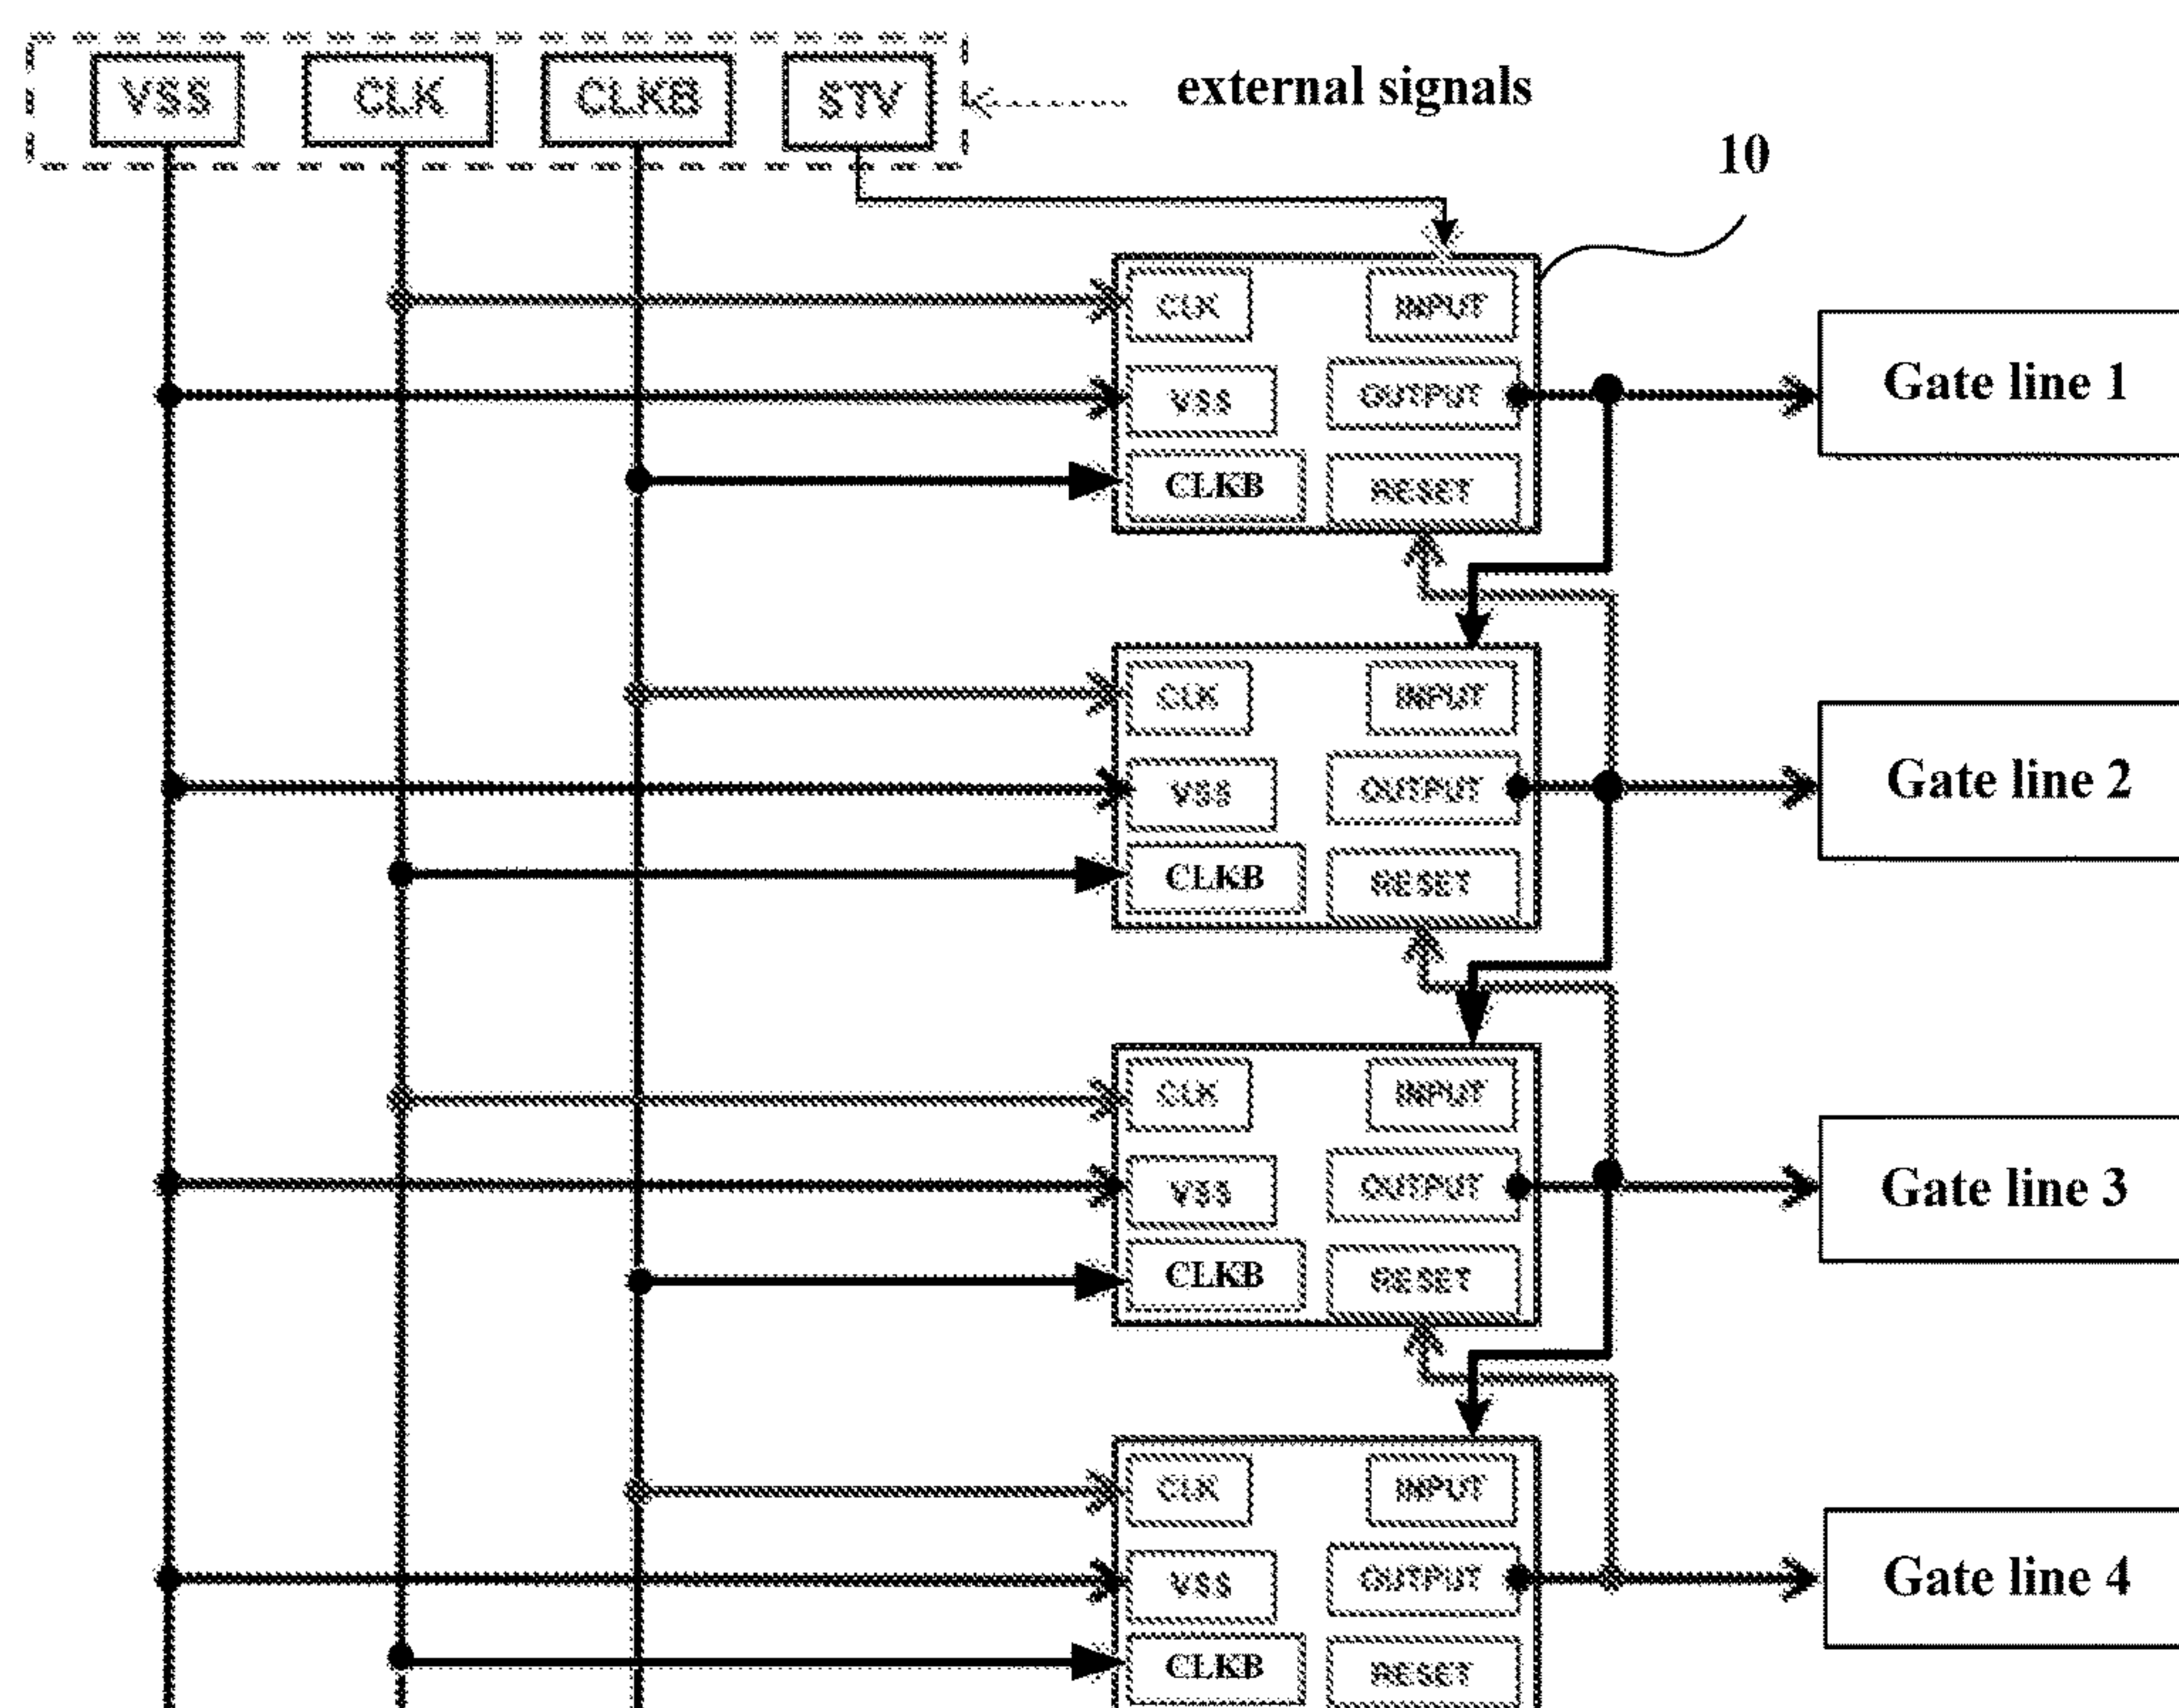 VSS CLK CLKB STV external signals
10
CLK INPUT
VSS OUTPUT Gate line 1
CLKB RESET
CLK INPUT
VSS OUTPUT Gate line 2
CLKB RESET
CLK INPUT
VSS OUTPUT Gate line 3
CLKB RESET
CLK INPUT
VSS OUTPUT Gate line 4
CLKB RESET